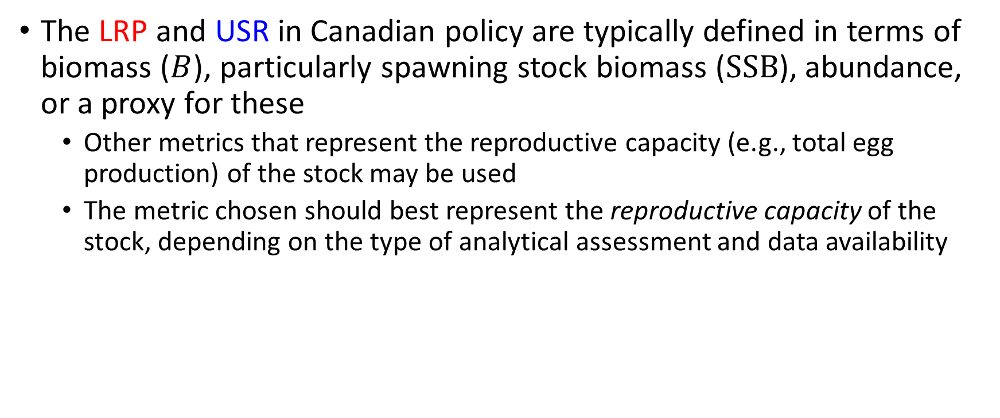 • The LRP and USR in Canadian policy are typically defined in terms of
biomass (B), particularly spawning stock biomass (SSB), abundance,
or a proxy for these
• Other metrics that represent the reproductive capacity (e.g., total egg
production) of the stock may be used
• The metric chosen should best represent the reproductive capacity of the
stock, depending on the type of analytical assessment and data availability